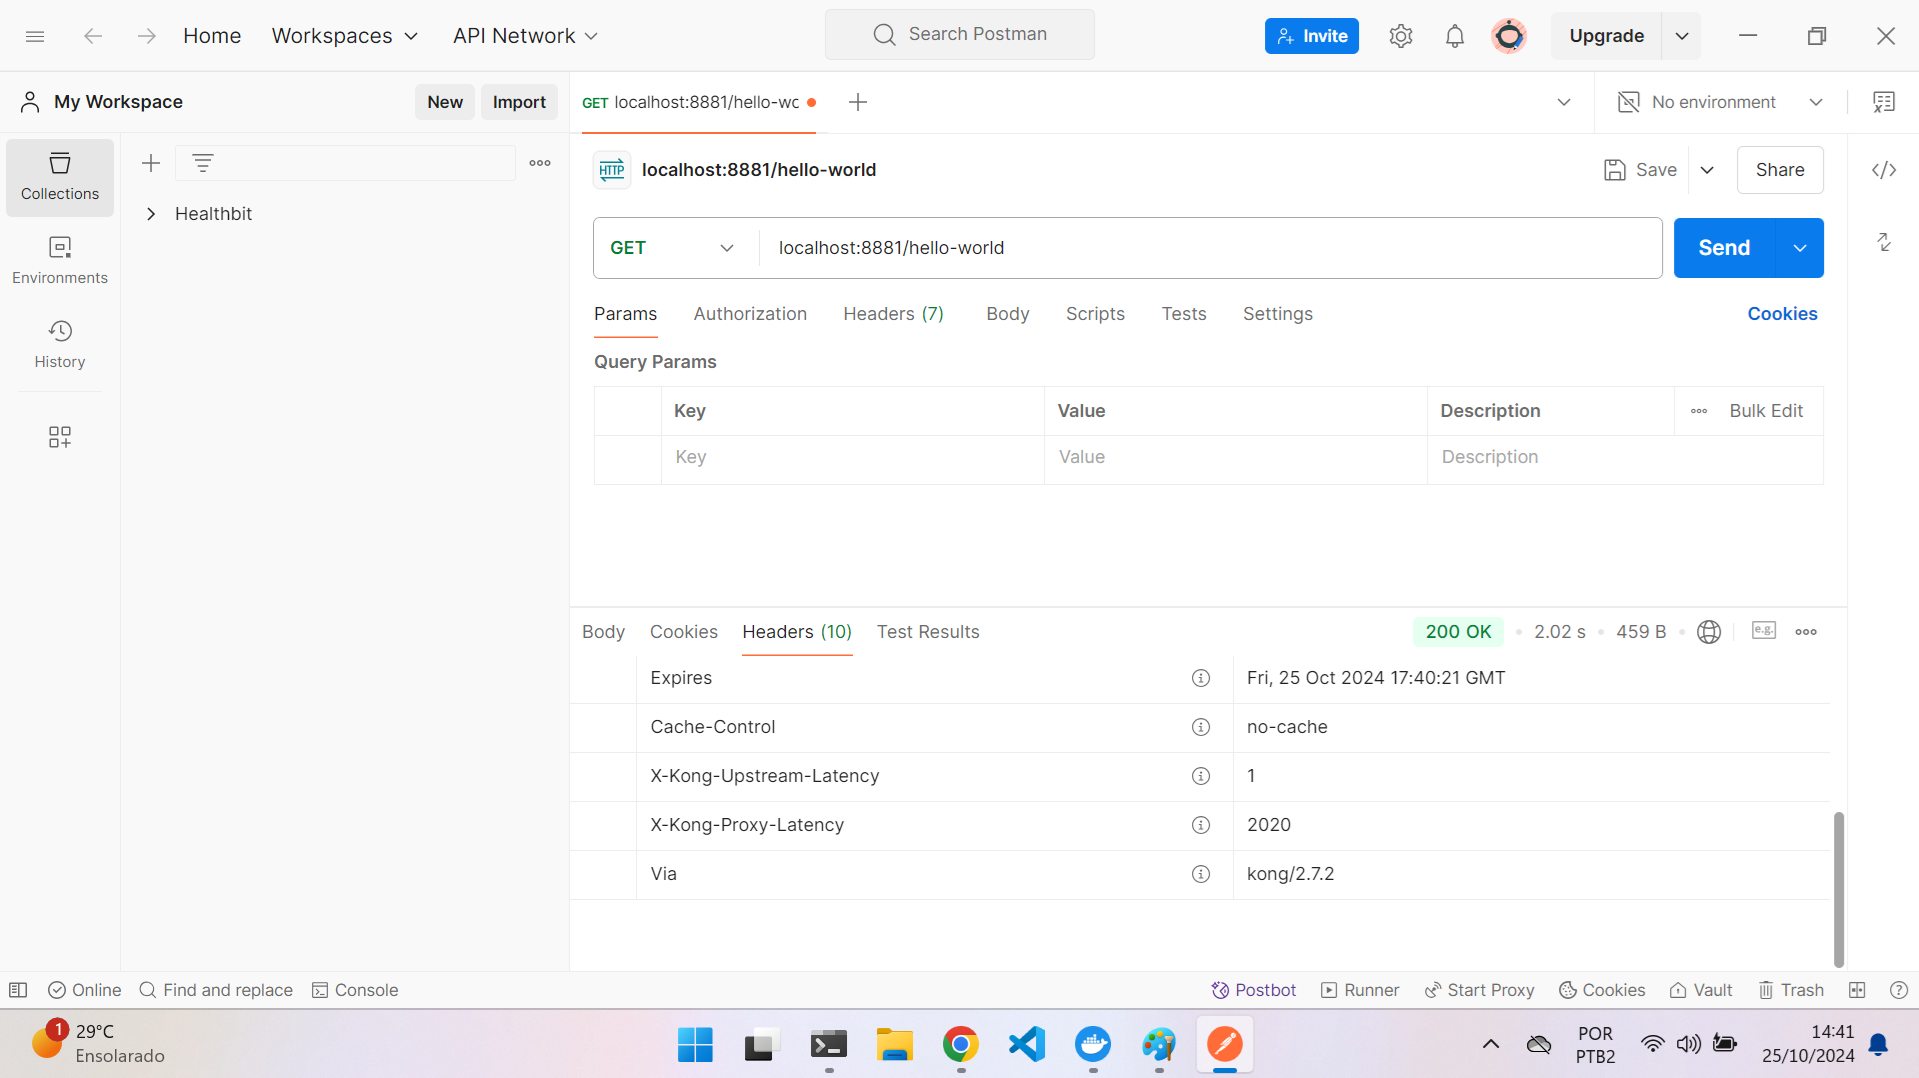 Home
Workspaces
API Network
Search Postman
Invite
Upgrade
My Workspace
New
Import
GET localhost:8881/hello-wo
No environment
Collections
Environments
History
Healthbit
HTTP
localhost:8881/hello-world
Save
Share
GET
localhost:8881/hello-world
Send
Params
Authorization
Headers (7)
Body
Scripts
Tests
Settings
Cookies
Query Params
Key
Value
Description
Bulk Edit
Key
Value
Description
Body
Cookies
Headers (10)
Test Results
200 OK
2.02 s
459 B
e.g.
Expires
Fri, 25 Oct 2024 17:40:21 GMT
Cache-Control
no-cache
X-Kong-Upstream-Latency
1
X-Kong-Proxy-Latency
2020
Via
kong/2.7.2
Online
Find and replace
Console
Postbot
Runner
Start Proxy
Cookies
Vault
Trash
1
29°C
Ensolarado
POR
PTB2
14:41
25/10/2024